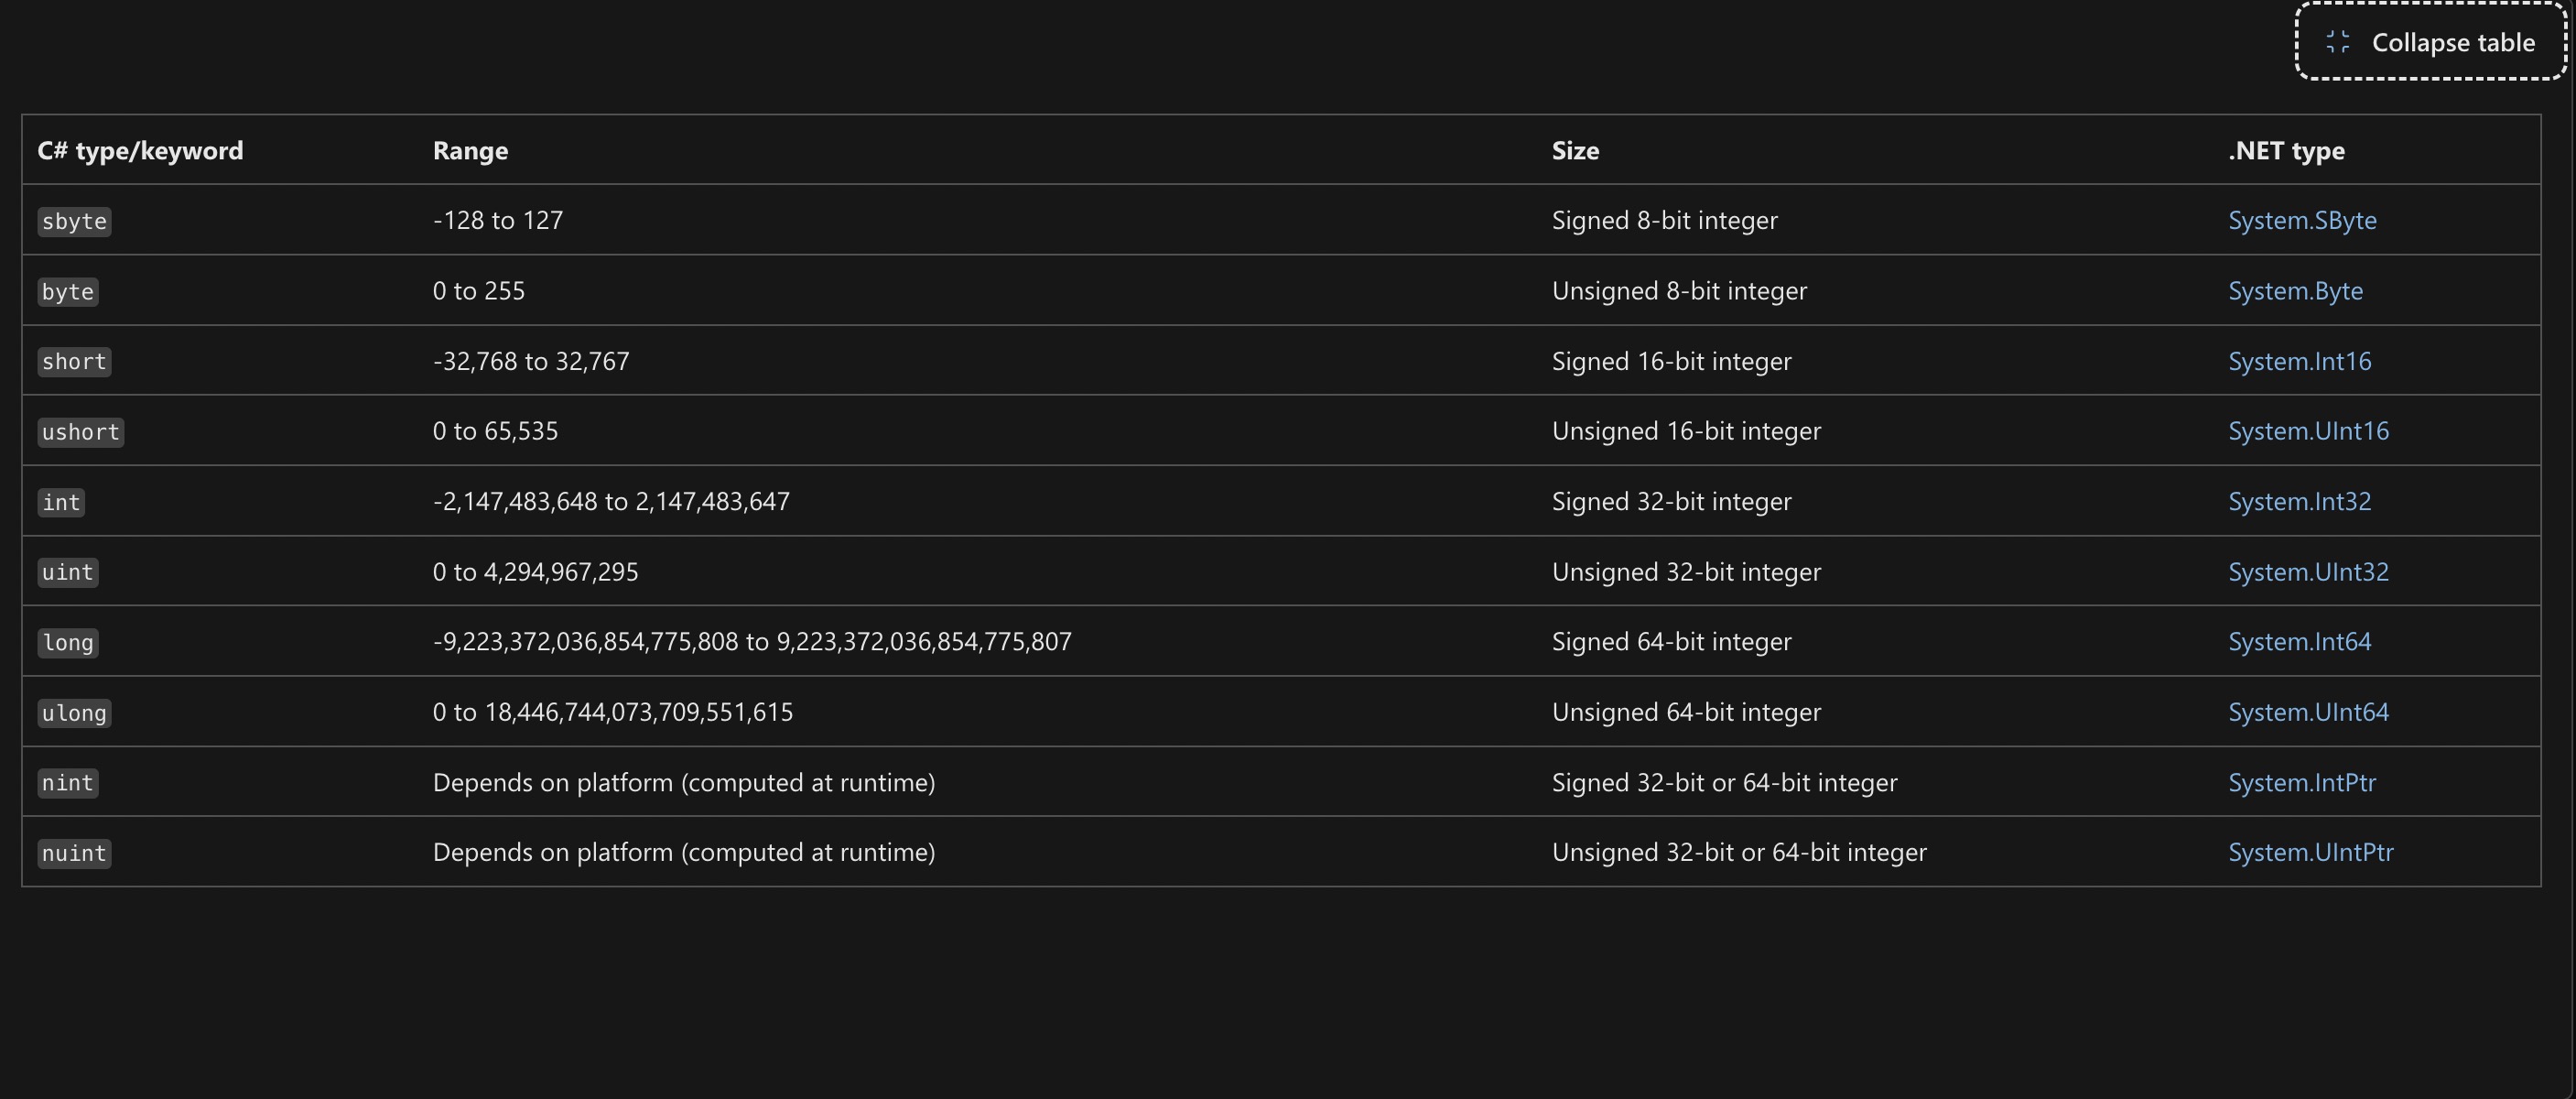 Collapse table
C# type/keyword Range Size .NET type
sbyte -128 to 127 Signed 8-bit integer System.SByte
byte 0 to 255 Unsigned 8-bit integer System.Byte
short -32,768 to 32,767 Signed 16-bit integer System.Int16
ushort 0 to 65,535 Unsigned 16-bit integer System.UInt16
int -2,147,483,648 to 2,147,483,647 Signed 32-bit integer System.Int32
uint 0 to 4,294,967,295 Unsigned 32-bit integer System.UInt32
long -9,223,372,036,854,775,808 to 9,223,372,036,854,775,807 Signed 64-bit integer System.Int64
ulong 0 to 18,446,744,073,709,551,615 Unsigned 64-bit integer System.UInt64
nint Depends on platform (computed at runtime) Signed 32-bit or 64-bit integer System.IntPtr
nuint Depends on platform (computed at runtime) Unsigned 32-bit or 64-bit integer System.UIntPtr